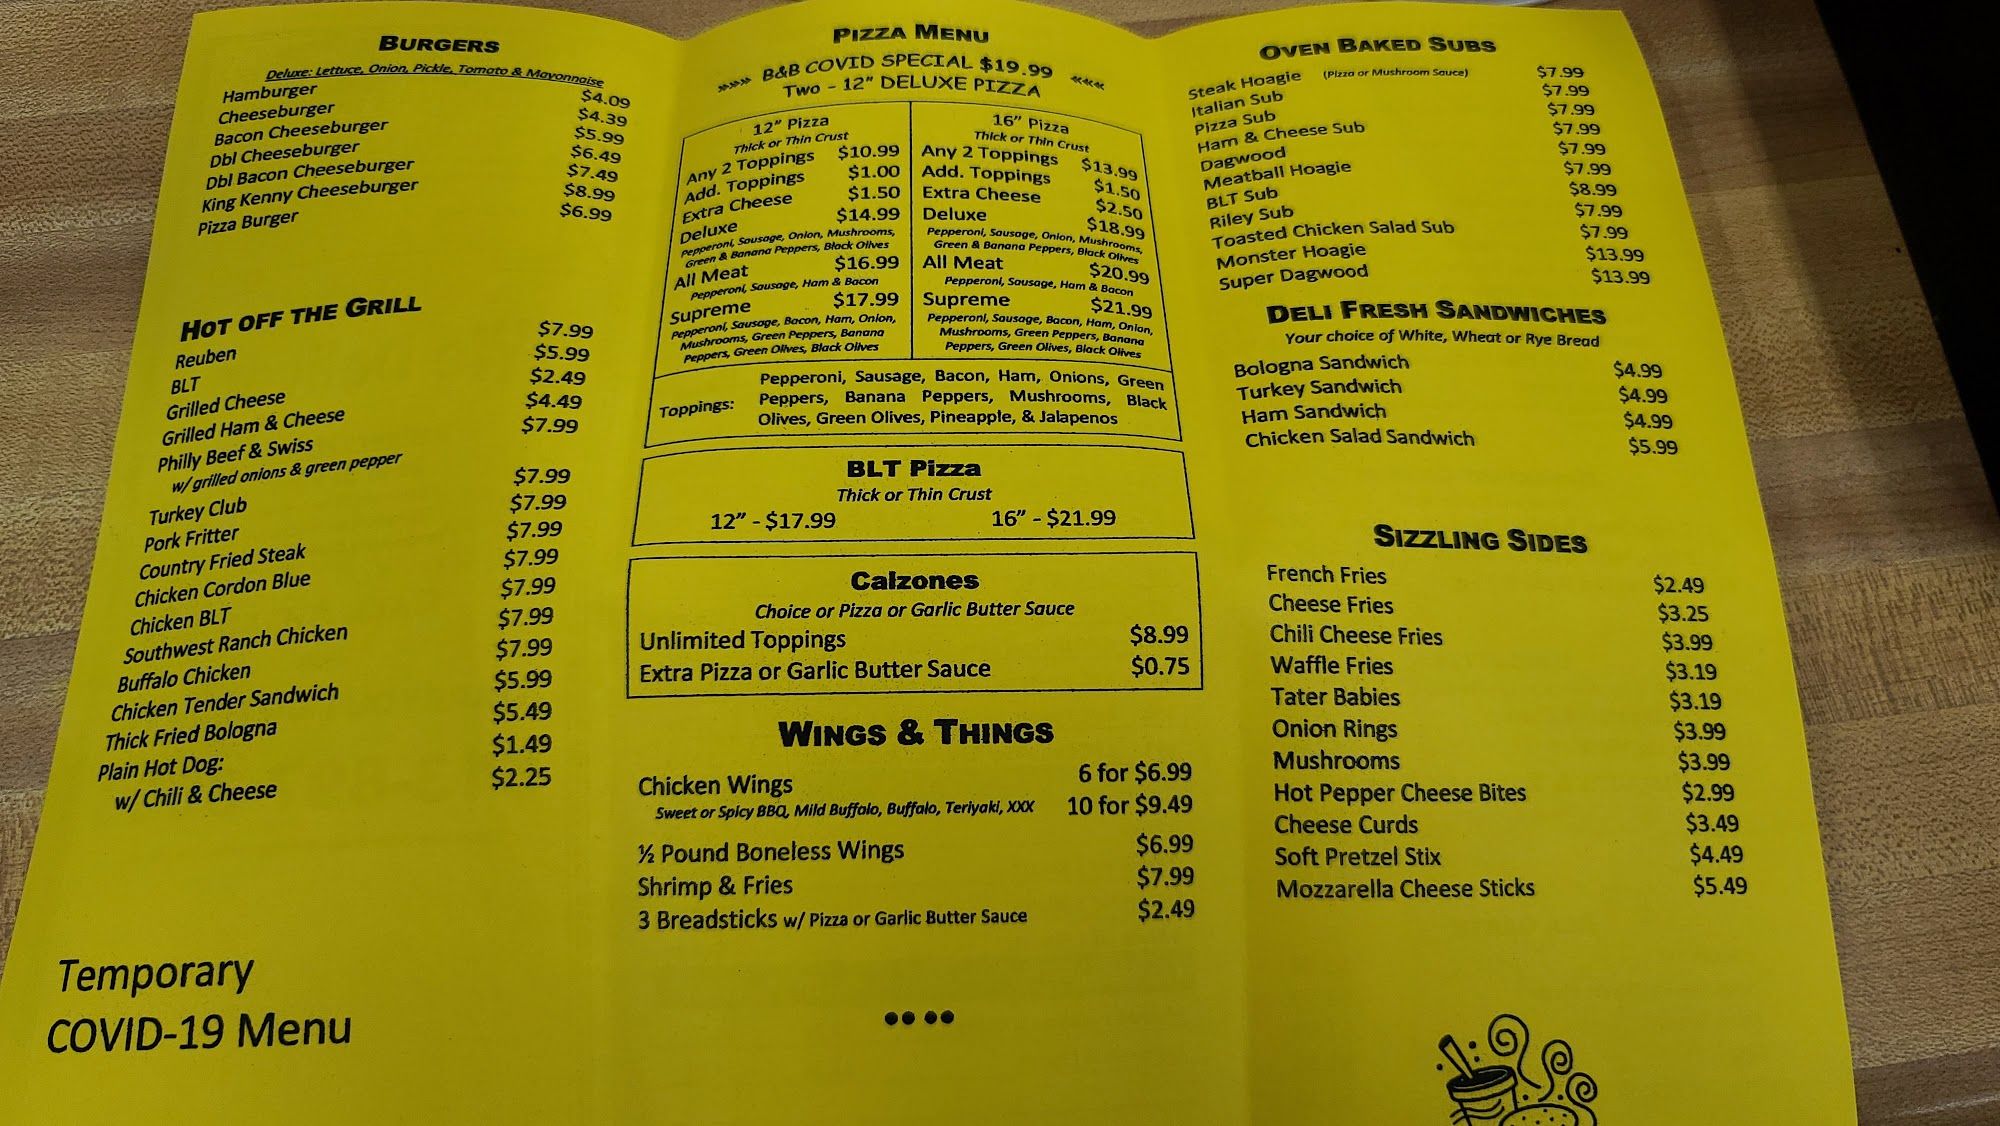 BURGERS
Deluxe: Lettuce, Onion, Pickle, Tomato & Mayonnaise
Hamburger $4.09
Cheeseburger $4.39
Bacon Cheeseburger $5.99
Dbl Cheeseburger $6.49
Dbl Bacon Cheeseburger $7.49
King Kenny Cheeseburger $8.99
Pizza Burger $6.99
HOT OFF THE GRILL
Reuben $7.99
BLT $5.99
Grilled Cheese $2.49
Grilled Ham & Cheese $4.49
Philly Beef & Swiss $7.99
w/ grilled onions & green pepper
Turkey Club $7.99
Pork Fritter $7.99
Country Fried Steak $7.99
Chicken Cordon Blue $7.99
Chicken BLT $7.99
Southwest Ranch Chicken $7.99
Buffalo Chicken $7.99
Chicken Tender Sandwich $5.99
Thick Fried Bologna $5.49
Plain Hot Dog: $1.49
w/ Chili & Cheese $2.25
Temporary
COVID-19 Menu
PIZZA MENU
»»»» B&B COVID SPECIAL $19.99 ««««
Two - 12" DELUXE PIZZA
12" Pizza
Thick or Thin Crust
Any 2 Toppings $10.99
Add. Toppings $1.00
Extra Cheese $1.50
Deluxe $14.99
Pepperoni, Sausage, Onion, Mushrooms,
Green & Banana Peppers, Black Olives
All Meat $16.99
Pepperoni, Sausage, Ham & Bacon
Supreme $17.99
Pepperoni, Sausage, Bacon, Ham, Onion,
Mushrooms, Green Peppers, Banana
Peppers, Green Olives, Black Olives
16" Pizza
Thick or Thin Crust
Any 2 Toppings $13.99
Add. Toppings $1.50
Extra Cheese $2.50
Deluxe $18.99
Pepperoni, Sausage, Onion, Mushrooms,
Green & Banana Peppers, Black Olives
All Meat $20.99
Pepperoni, Sausage, Ham & Bacon
Supreme $21.99
Pepperoni, Sausage, Bacon, Ham, Onion,
Mushrooms, Green Peppers, Banana
Peppers, Green Olives, Black Olives
Toppings: Pepperoni, Sausage, Bacon, Ham, Onions, Green
Peppers, Banana Peppers, Mushrooms, Black
Olives, Green Olives, Pineapple, & Jalapenos
BLT Pizza
Thick or Thin Crust
12" - $17.99 16" - $21.99
Calzones
Choice or Pizza or Garlic Butter Sauce
Unlimited Toppings $8.99
Extra Pizza or Garlic Butter Sauce $0.75
WINGS & THINGS
Chicken Wings 6 for $6.99
Sweet or Spicy BBQ, Mild Buffalo, Buffalo, Teriyaki, XXX 10 for $9.49
½ Pound Boneless Wings $6.99
Shrimp & Fries $7.99
3 Breadsticks w/ Pizza or Garlic Butter Sauce $2.49
OVEN BAKED SUBS
Steak Hoagie (Pizza or Mushroom Sauce) $7.99
Italian Sub $7.99
Pizza Sub $7.99
Ham & Cheese Sub $7.99
Dagwood $7.99
Meatball Hoagie $7.99
BLT Sub $8.99
Riley Sub $7.99
Toasted Chicken Salad Sub $7.99
Monster Hoagie $13.99
Super Dagwood $13.99
DELI FRESH SANDWICHES
Your choice of White, Wheat or Rye Bread
Bologna Sandwich $4.99
Turkey Sandwich $4.99
Ham Sandwich $4.99
Chicken Salad Sandwich $5.99
SIZZLING SIDES
French Fries $2.49
Cheese Fries $3.25
Chili Cheese Fries $3.99
Waffle Fries $3.19
Tater Babies $3.19
Onion Rings $3.99
Mushrooms $3.99
Hot Pepper Cheese Bites $2.99
Cheese Curds $3.49
Soft Pretzel Stix $4.49
Mozzarella Cheese Sticks $5.49